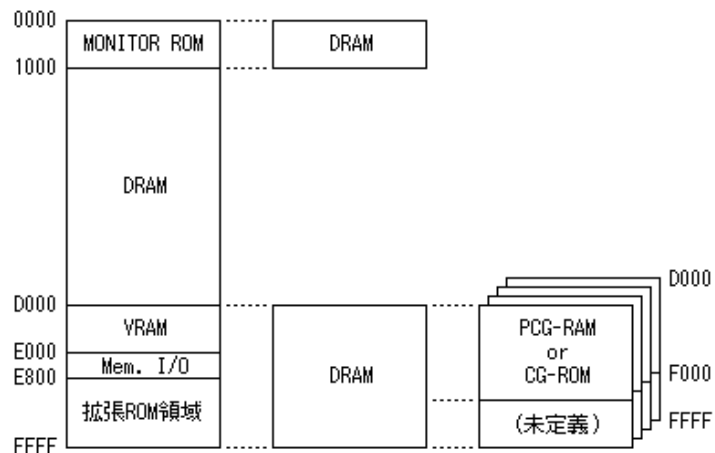 0000
MONITOR ROM
DRAM
1000
DRAM
D000
D000
VRAM
PCG-RAM
or
CG-ROM
E000
Mem. I/O
DRAM
F000
E800
拡張ROM領域
(未定義)
FFFF
FFFF